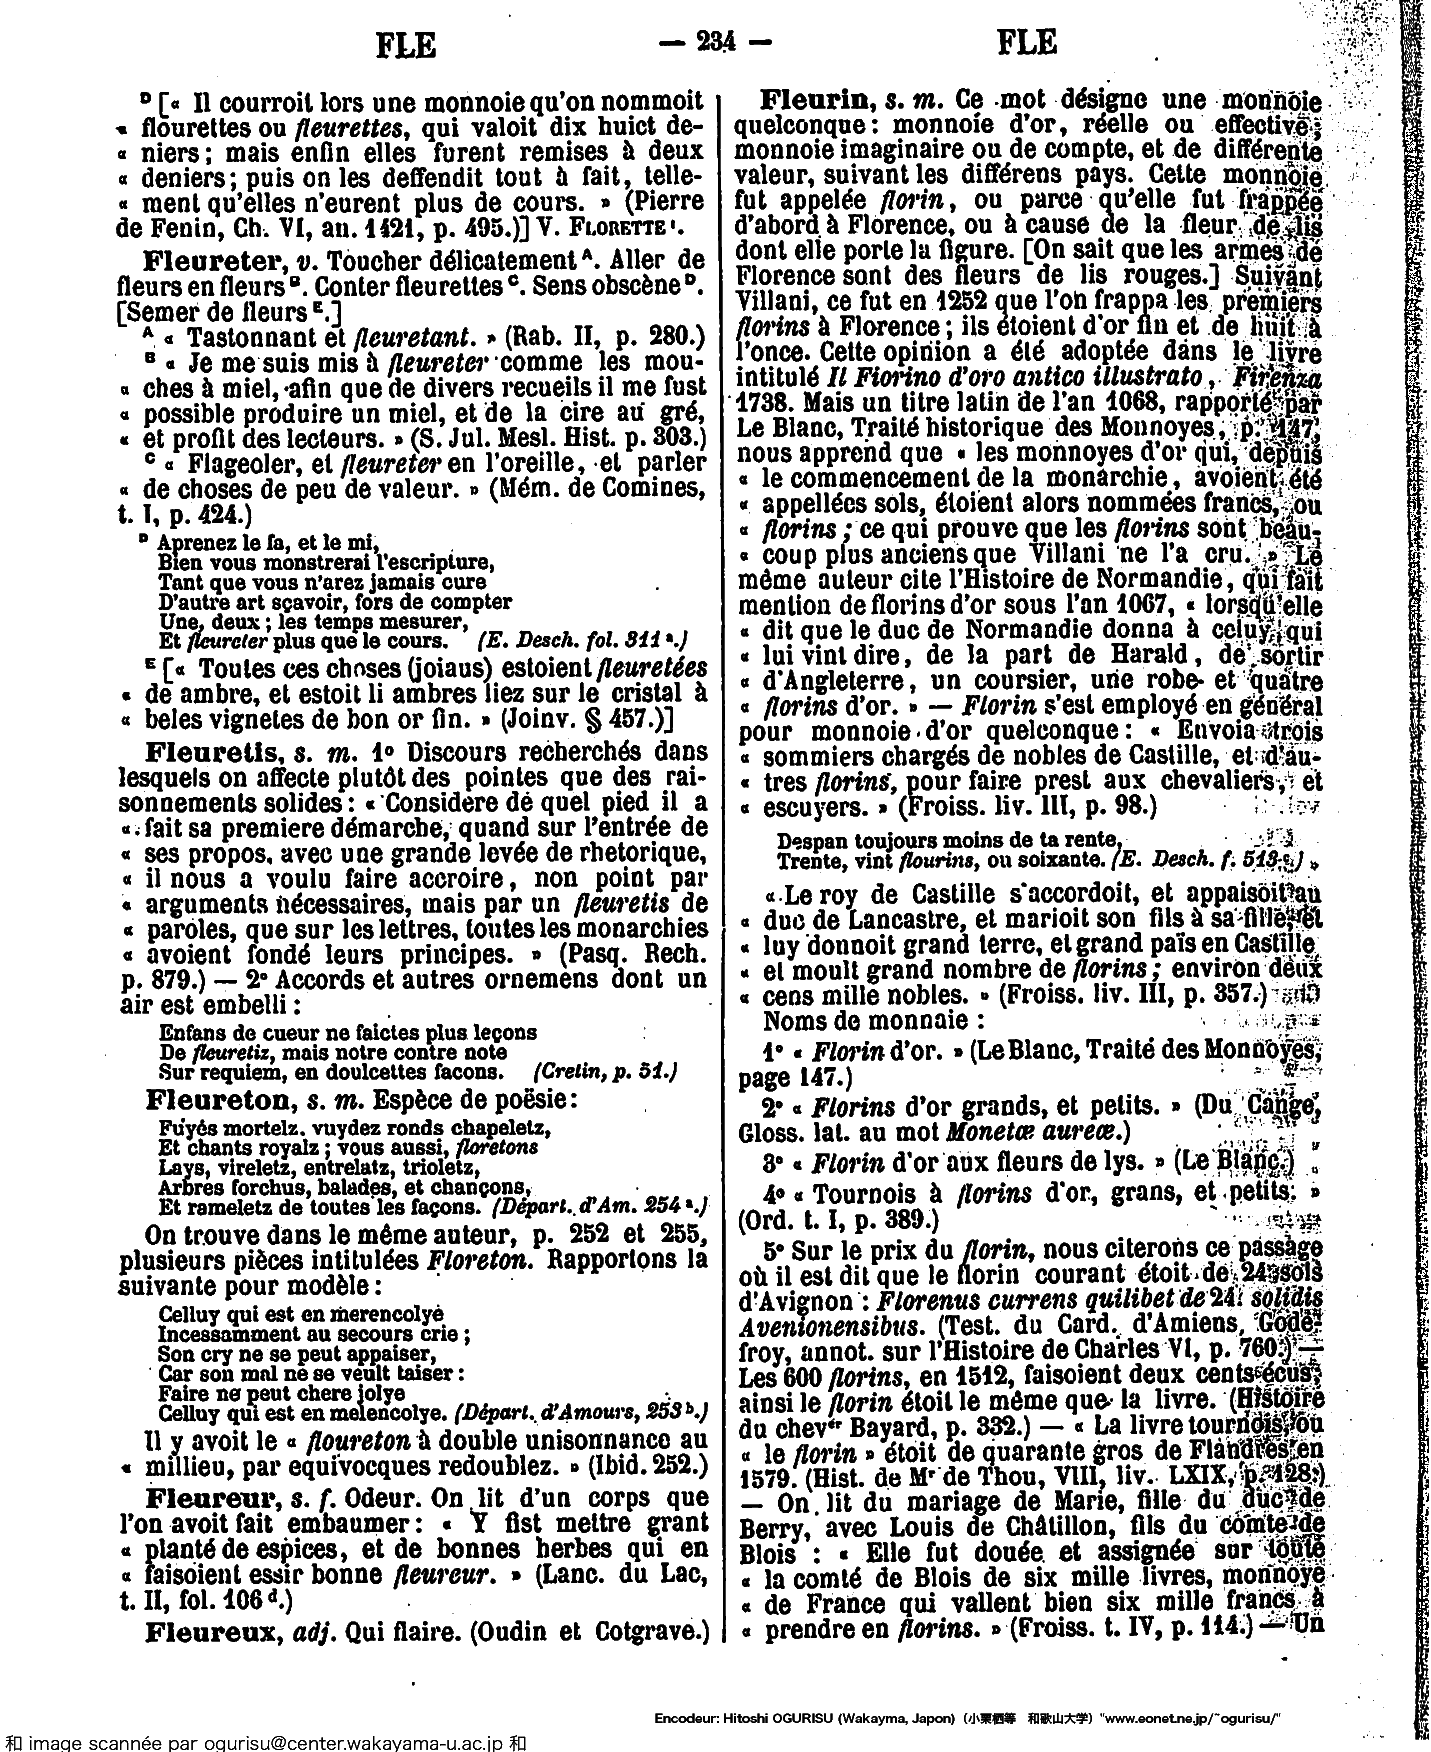 FLE — 234 — FLE
ᴰ [« Il courroit lors une monnoie qu'on nommoit
« flourettes ou fleurettes, qui valoit dix huict de-
« niers ; mais enfin elles furent remises à deux
« deniers ; puis on les deffendit tout à fait, telle-
« ment qu'elles n'eurent plus de cours. » (Pierre
de Fenin, Ch. VI, an. 1421, p. 495.)] V. FLORETTE ¹.
Fleureter, v. Toucher délicatement ᴬ. Aller de
fleurs en fleurs ᴮ. Conter fleurettes ᶜ. Sens obscène ᴰ.
[Semer de fleurs ᴱ.]
ᴬ « Tastonnant et fleuretant. » (Rab. II, p. 280.)
ᴮ « Je me suis mis à fleureter comme les mou-
« ches à miel, afin que de divers recueils il me fust
« possible produire un miel, et de la cire au gré,
« et profit des lecteurs. » (S. Jul. Mesl. Hist. p. 303.)
ᶜ « Flageoler, et fleureter en l'oreille, et parler
« de choses de peu de valeur. » (Mém. de Comines,
t. I, p. 424.)
ᴰ Aprenez le fa, et le mi,
Bien vous monstrerai l'escripture,
Tant que vous n'arez jamais cure
D'autre art sçavoir, fors de compter
Une, deux ; les temps mesurer,
Et fleureter plus que le cours. (E. Desch. fol. 311 ᵃ.)
ᴱ [« Toutes ces choses (joiaus) estoient fleuretées
« de ambre, et estoit li ambres liez sur le cristal à
« beles vignetes de bon or fin. » (Joinv. § 457.)]
Fleuretis, s. m. 1° Discours recherchés dans
lesquels on affecte plutôt des pointes que des rai-
sonnements solides : « Considere de quel pied il a
« fait sa premiere démarche, quand sur l'entrée de
« ses propos, avec une grande levée de rhetorique,
« il nous a voulu faire accroire, non point par
« arguments nécessaires, mais par un fleuretis de
« paroles, que sur les lettres, toutes les monarchies
« avoient fondé leurs principes. » (Pasq. Rech.
p. 879.) — 2° Accords et autres ornemens dont un
air est embelli :
Enfans de cueur ne faictes plus leçons
De fleuretiz, mais notre contre note
Sur requiem, en doulcettes facons. (Cretin, p. 51.)
Fleureton, s. m. Espèce de poësie :
Fuyés mortelz, vuydez ronds chapeletz,
Et chants royalz ; vous aussi, floretons
Lays, vireletz, entrelatz, trioletz,
Arbres forchus, balades, et chançons,
Et rameletz de toutes les façons. (Départ. d'Am. 254 ᵃ.)
On trouve dans le même auteur, p. 252 et 255,
plusieurs pièces intitulées Floreton. Rapportons la
suivante pour modèle :
Celluy qui est en merencolye
Incessamment au secours crie ;
Son cry ne se peut appaiser,
Car son mal ne se veult taiser :
Faire ne peut chere jolye
Celluy qui est en melencolye. (Départ. d'Amours, 253 ᵇ.)
Il y avoit le « floureton à double unisonnance au
« millieu, par equivocques redoublez. » (Ibid. 252.)
Fleureur, s. f. Odeur. On lit d'un corps que
l'on avoit fait embaumer : « Y fist mettre grant
« planté de espices, et de bonnes herbes qui en
« faisoient essir bonne fleureur. » (Lanc. du Lac,
t. II, fol. 106 ᵈ.)
Fleureux, adj. Qui flaire. (Oudin et Cotgrave.)
Fleurin, s. m. Ce mot désigne une monnoie
quelconque : monnoie d'or, réelle ou effective ;
monnoie imaginaire ou de compte, et de différente
valeur, suivant les différens pays. Cette monnoie
fut appelée florin, ou parce qu'elle fut frappée
d'abord à Florence, ou à cause de la fleur de lis
dont elle porte la figure. [On sait que les armes de
Florence sont des fleurs de lis rouges.] Suivant
Villani, ce fut en 1252 que l'on frappa les premiers
florins à Florence ; ils étoient d'or fin et de huit à
l'once. Cette opinion a été adoptée dans le livre
intitulé Il Fiorino d'oro antico illustrato, Firenza
1738. Mais un titre latin de l'an 1068, rapporté par
Le Blanc, Traité historique des Monnoyes, p. 147,
nous apprend que « les monnoyes d'or qui, depuis
« le commencement de la monarchie, avoient été
« appellées sols, étoient alors nommées francs, ou
« florins ; ce qui prouve que les florins sont beau-
« coup plus anciens que Villani ne l'a cru. » Le
même auteur cite l'Histoire de Normandie, qui fait
mention de florins d'or sous l'an 1067, « lorsqu'elle
« dit que le duc de Normandie donna à celuy qui
« lui vint dire, de la part de Harald, de sortir
« d'Angleterre, un coursier, une robe et quatre
« florins d'or. » — Florin s'est employé en général
pour monnoie d'or quelconque : « Envoia trois
« sommiers chargés de nobles de Castille, et d'au-
« tres florins, pour faire prest aux chevaliers, et
« escuyers. » (Froiss. liv. III, p. 98.)
Despan toujours moins de ta rente,
Trente, vint flourins, ou soixante. (E. Desch. f. 513.) »
« Le roy de Castille s'accordoit, et appaisoit au
« duc de Lancastre, et marioit son fils à sa fille, et
« luy donnoit grand terre, et grand païs en Castille
« et moult grand nombre de florins ; environ deux
« cens mille nobles. » (Froiss. liv. III, p. 357.)
Noms de monnaie :
1° « Florin d'or. » (Le Blanc, Traité des Monnoyes,
page 147.)
2° « Florins d'or grands, et petits. » (Du Cange,
Gloss. lat. au mot Monetæ aureæ.)
3° « Florin d'or aux fleurs de lys. » (Le Blanc.)
4° « Tournois à florins d'or, grans, et petits. »
(Ord. t. I, p. 389.)
5° Sur le prix du florin, nous citerons ce passage
où il est dit que le florin courant étoit de 24 sols
d'Avignon : Florenus currens quilibet de 24 solidis
Avenionensibus. (Test. du Card. d'Amiens, Gode-
froy, annot. sur l'Histoire de Charles VI, p. 760.) —
Les 600 florins, en 1512, faisoient deux cents écus,
ainsi le florin étoit le même que la livre. (Histoire
du chevᵉʳ Bayard, p. 332.) — « La livre tournois, ou
« le florin » étoit de quarante gros de Flandres en
1579. (Hist. de Mʳ de Thou, VIII, liv. LXIX, p. 128.)
— On lit du mariage de Marie, fille du duc de
Berry, avec Louis de Châtillon, fils du comte de
Blois : « Elle fut douée et assignée sur toute
« la comté de Blois de six mille livres, monnoye
« de France qui vallent bien six mille francs à
« prendre en florins. » (Froiss. t. IV, p. 114.) — Un
Encodeur: Hitoshi OGURISU (Wakayma, Japon) (小栗栖等 和歌山大学) "www.eonet.ne.jp/~ogurisu/"
和 image scannée par ogurisu@center.wakayama-u.ac.jp 和